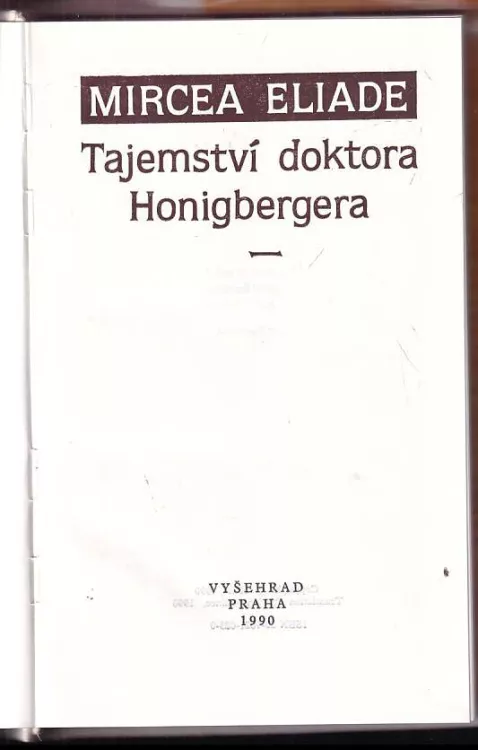 MIRCEA ELIADE
Tajemství doktora
Honigbergera
VYŠEHRAD
PRAHA
1990